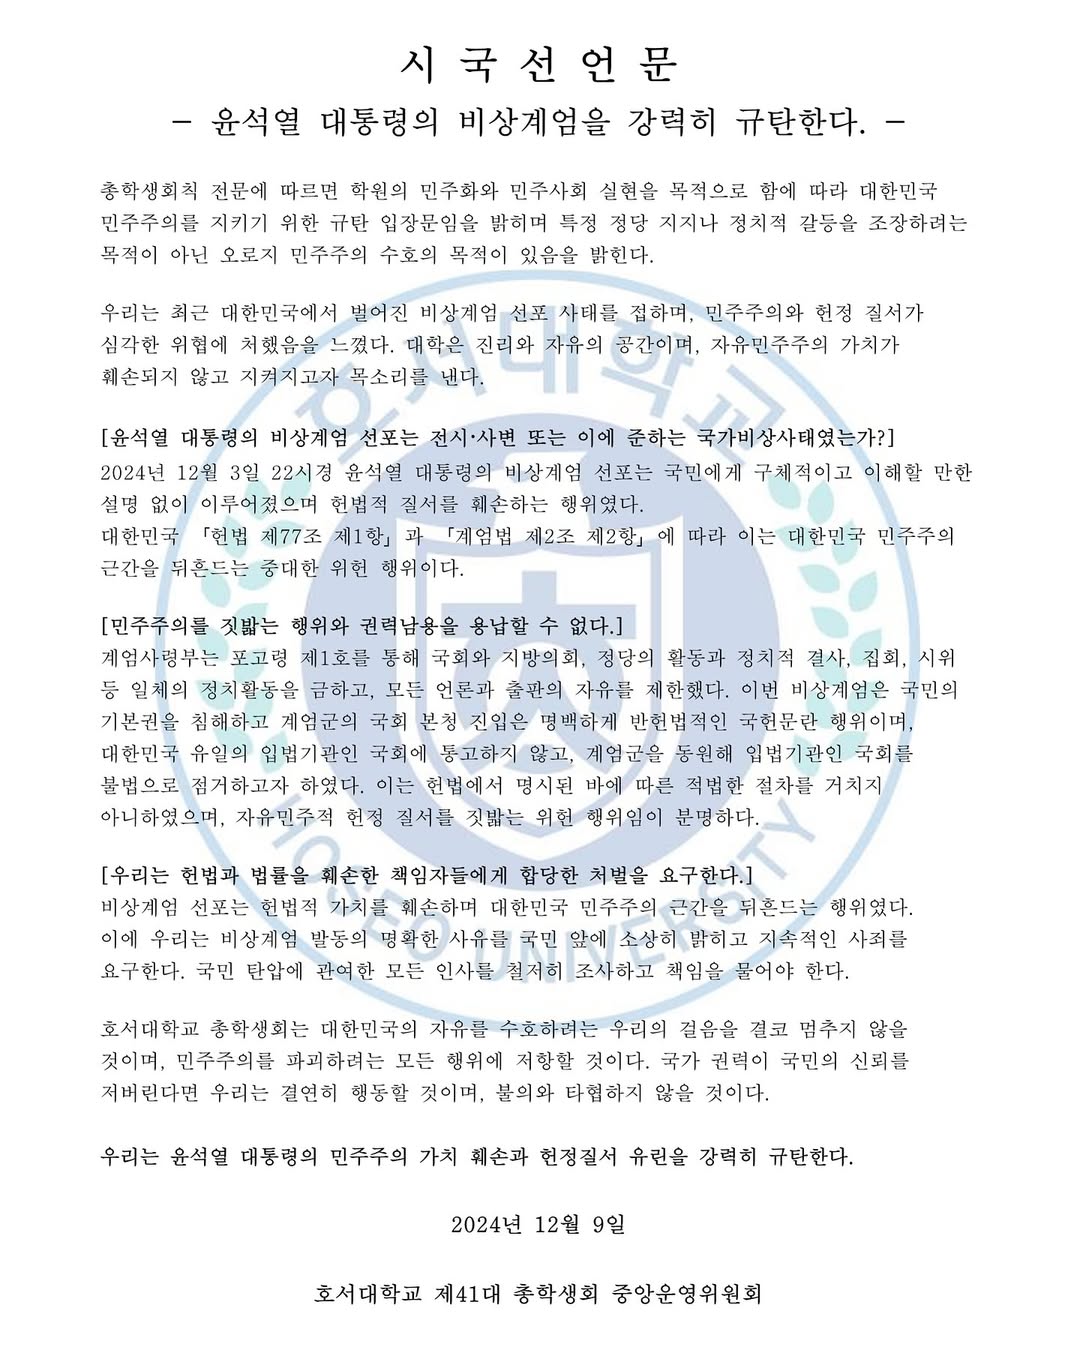 시 국 선 언 문
- 윤석열 대통령의 비상계엄을 강력히 규탄한다. -
총학생회칙 전문에 따르면 학원의 민주화와 민주사회 실현을 목적으로 함에 따라 대한민국
민주주의를 지키기 위한 규탄 입장문임을 밝히며 특정 정당 지지나 정치적 갈등을 조장하려는
목적이 아닌 오로지 민주주의 수호의 목적이 있음을 밝힌다.
우리는 최근 대한민국에서 벌어진 비상계엄 선포 사태를 접하며, 민주주의와 헌정 질서가
심각한 위협에 처했음을 느꼈다. 대학은 진리와 자유의 공간이며, 자유민주주의 가치가
훼손되지 않고 지켜지고자 목소리를 낸다.
[윤석열 대통령의 비상계엄 선포는 전시·사변 또는 이에 준하는 국가비상사태였는가?]
2024년 12월 3일 22시경 윤석열 대통령의 비상계엄 선포는 국민에게 구체적이고 이해할 만한
설명 없이 이루어졌으며 헌법적 질서를 훼손하는 행위였다.
대한민국 「헌법 제77조 제1항」과 「계엄법 제2조 제2항」에 따라 이는 대한민국 민주주의
근간을 뒤흔드는 중대한 위헌 행위이다.
[민주주의를 짓밟는 행위와 권력남용을 용납할 수 없다.]
계엄사령부는 포고령 제1호를 통해 국회와 지방의회, 정당의 활동과 정치적 결사, 집회, 시위
등 일체의 정치활동을 금하고, 모든 언론과 출판의 자유를 제한했다. 이번 비상계엄은 국민의
기본권을 침해하고 계엄군의 국회 본청 진입은 명백하게 반헌법적인 국헌문란 행위이며,
대한민국 유일의 입법기관인 국회에 통고하지 않고, 계엄군을 동원해 입법기관인 국회를
불법으로 점거하고자 하였다. 이는 헌법에서 명시된 바에 따른 적법한 절차를 거치지
아니하였으며, 자유민주적 헌정 질서를 짓밟는 위헌 행위임이 분명하다.
[우리는 헌법과 법률을 훼손한 책임자들에게 합당한 처벌을 요구한다.]
비상계엄 선포는 헌법적 가치를 훼손하며 대한민국 민주주의 근간을 뒤흔드는 행위였다.
이에 우리는 비상계엄 발동의 명확한 사유를 국민 앞에 소상히 밝히고 지속적인 사죄를
요구한다. 국민 탄압에 관여한 모든 인사를 철저히 조사하고 책임을 물어야 한다.
호서대학교 총학생회는 대한민국의 자유를 수호하려는 우리의 걸음을 결코 멈추지 않을
것이며, 민주주의를 파괴하려는 모든 행위에 저항할 것이다. 국가 권력이 국민의 신뢰를
저버린다면 우리는 결연히 행동할 것이며, 불의와 타협하지 않을 것이다.
우리는 윤석열 대통령의 민주주의 가치 훼손과 헌정질서 유린을 강력히 규탄한다.
2024년 12월 9일
호서대학교 제41대 총학생회 중앙운영위원회
호서대학교
HOSEO UNIVERSITY